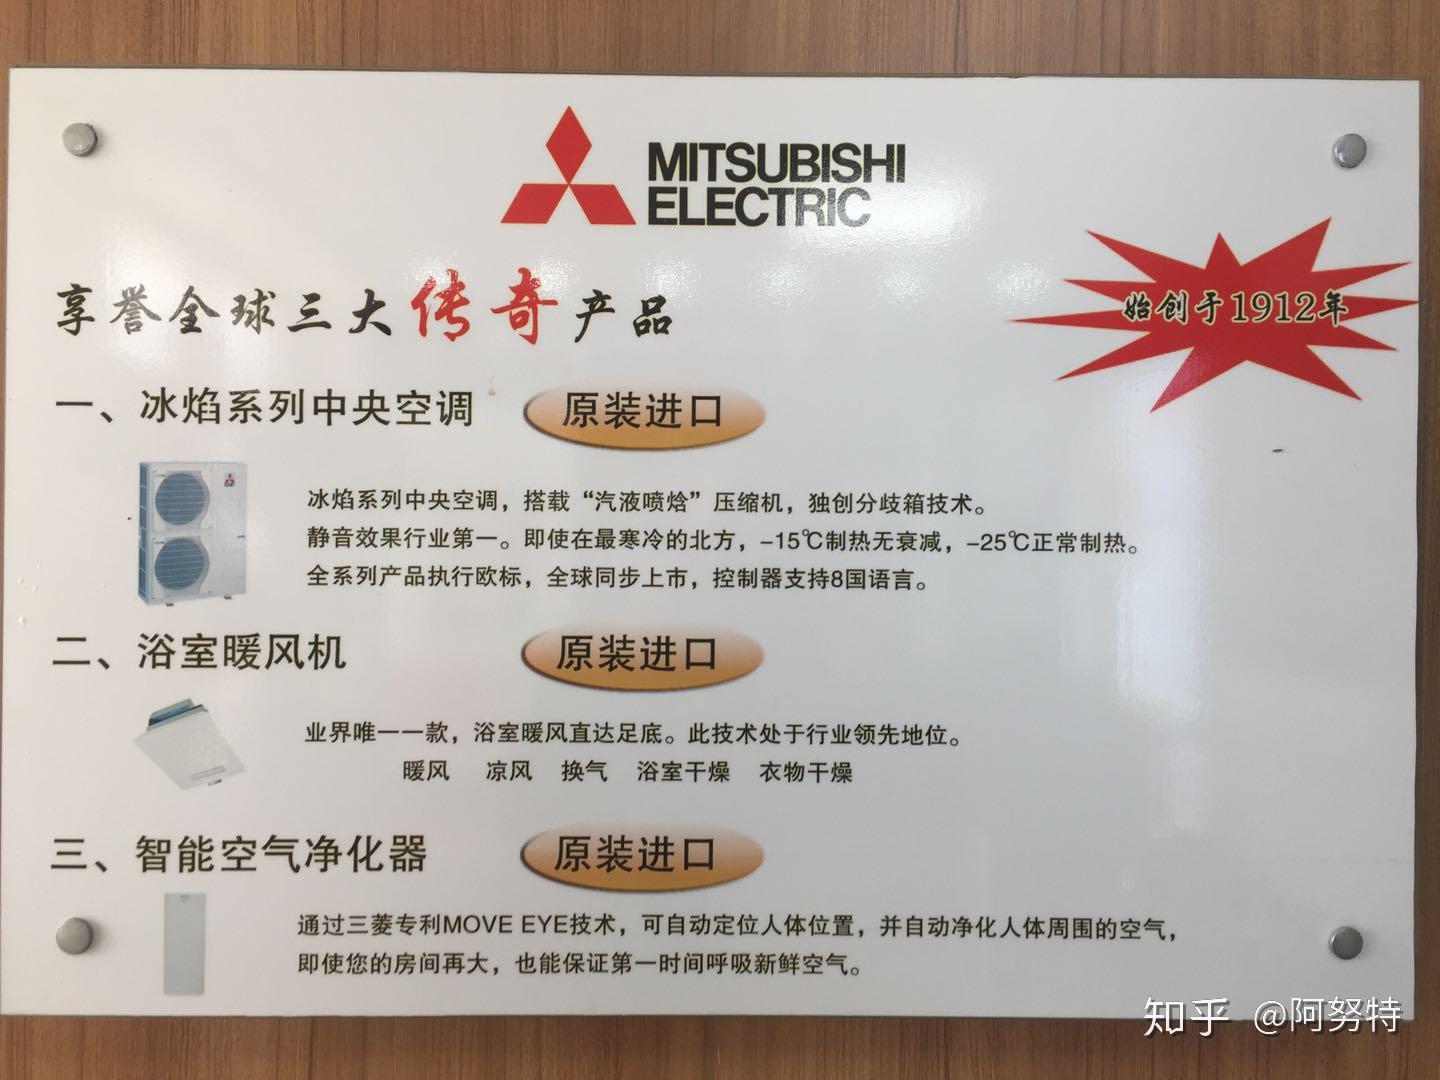 MITSUBISHI
ELECTRIC
始创于1912年
享誉全球三大传奇产品
一、冰焰系列中央空调 原装进口
冰焰系列中央空调，搭载“汽液喷焓”压缩机，独创分歧箱技术。
静音效果行业第一。即使在最寒冷的北方，-15℃制热无衰减，-25℃正常制热。
全系列产品执行欧标，全球同步上市，控制器支持8国语言。
二、浴室暖风机 原装进口
业界唯一一款，浴室暖风直达足底。此技术处于行业领先地位。
暖风 凉风 换气 浴室干燥 衣物干燥
三、智能空气净化器 原装进口
通过三菱专利MOVE EYE技术，可自动定位人体位置，并自动净化人体周围的空气，
即使您的房间再大，也能保证第一时间呼吸新鲜空气。
知乎 @阿努特